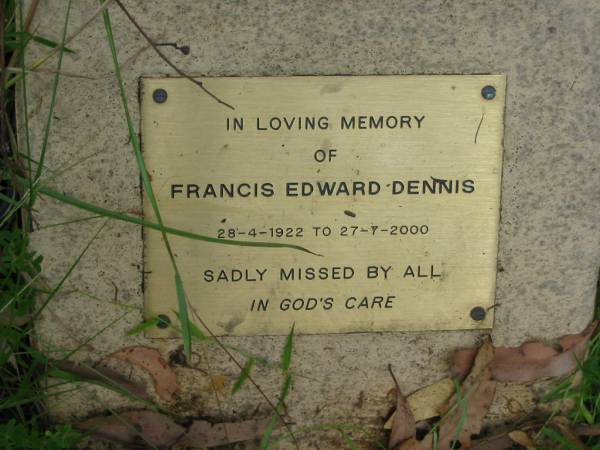 IN LOVING MEMORY
OF
FRANCIS EDWARD DENNIS
28-4-1922 TO 27-7-2000
SADLY MISSED BY ALL
IN GOD'S CARE